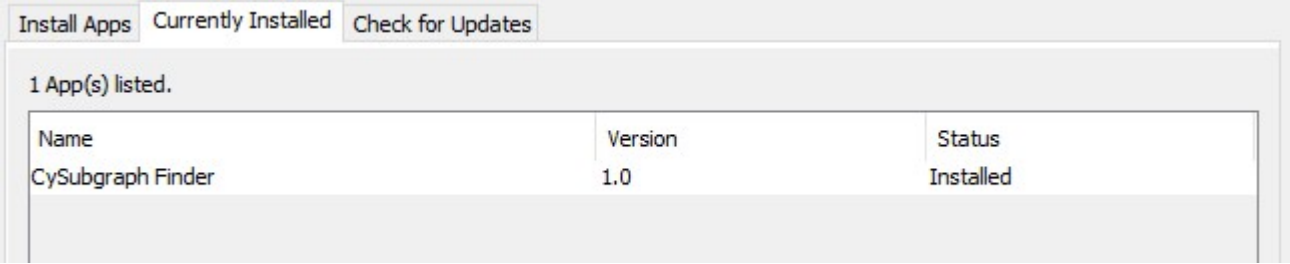 Install Apps Currently Installed Check for Updates
1 App(s) listed.
Name Version Status
CySubgraph Finder 1.0 Installed